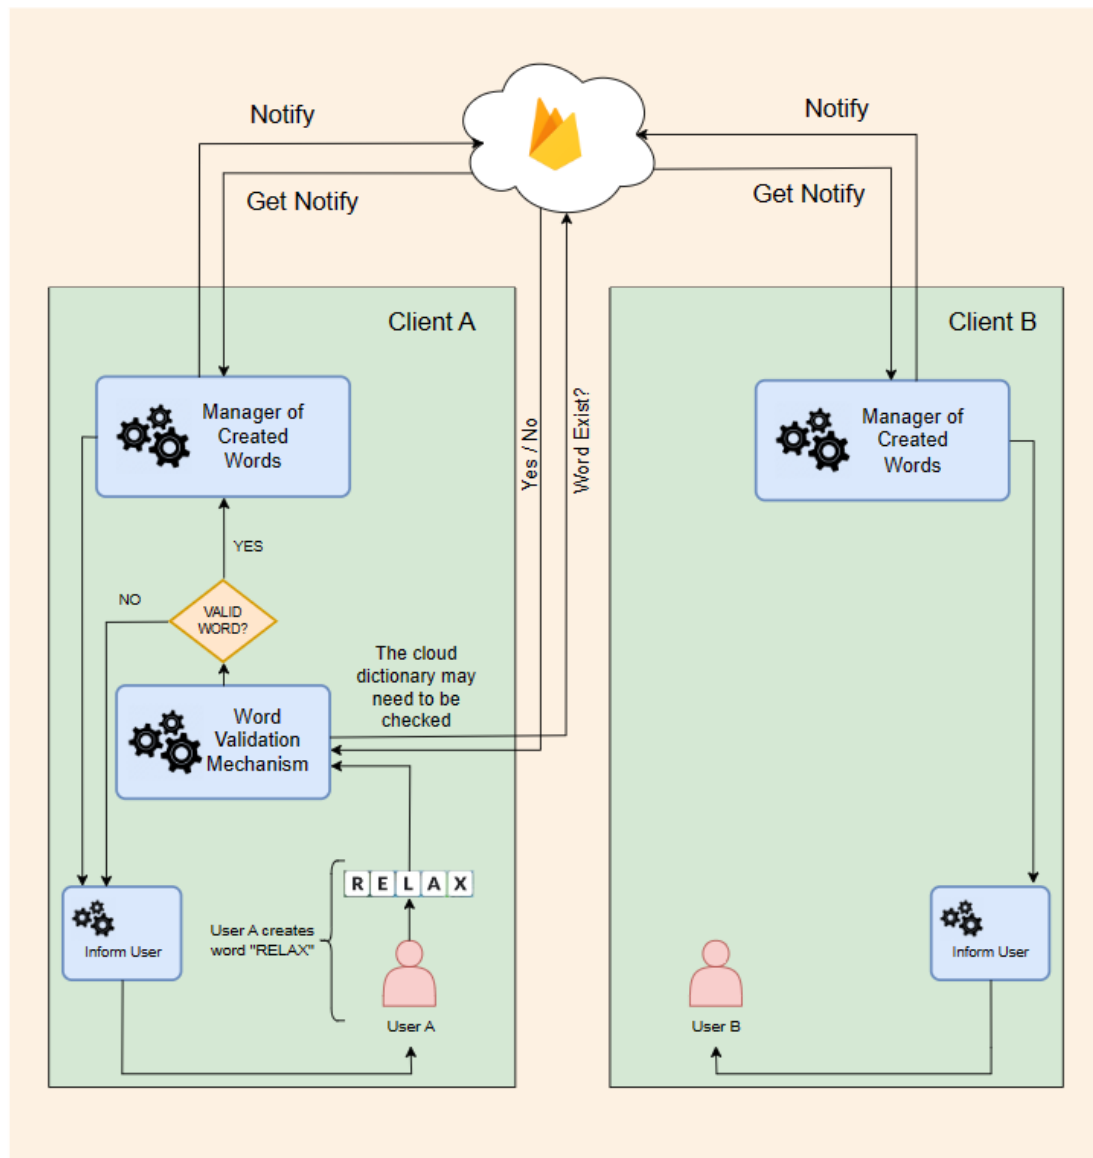 Notify
Notify
Get Notify
Get Notify
Client A
Client B
Manager of
Created
Words
Manager of
Created
Words
Yes / No
Word Exist?
YES
NO
VALID
WORD?
The cloud
dictionary may
need to be
checked
Word
Validation
Mechanism
R E L A X
User A creates
word "RELAX"
Inform User
Inform User
User A
User B